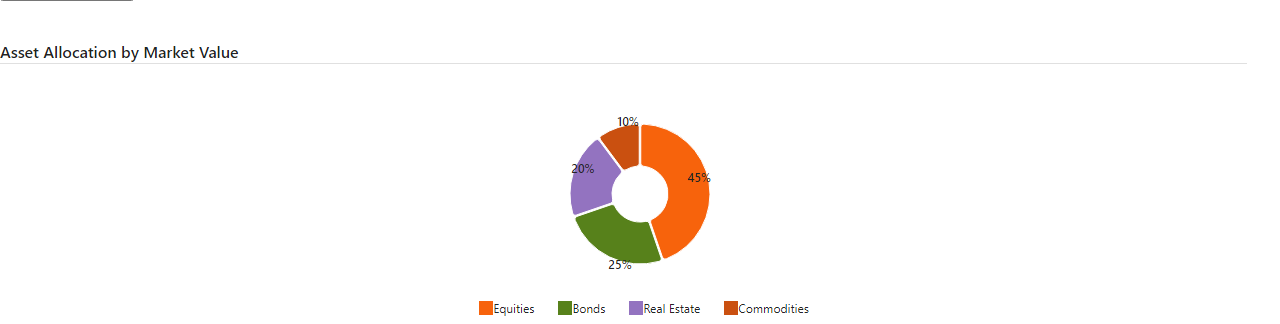 Asset Allocation by Market Value
10%
20%
45%
25%
Equities Bonds Real Estate Commodities